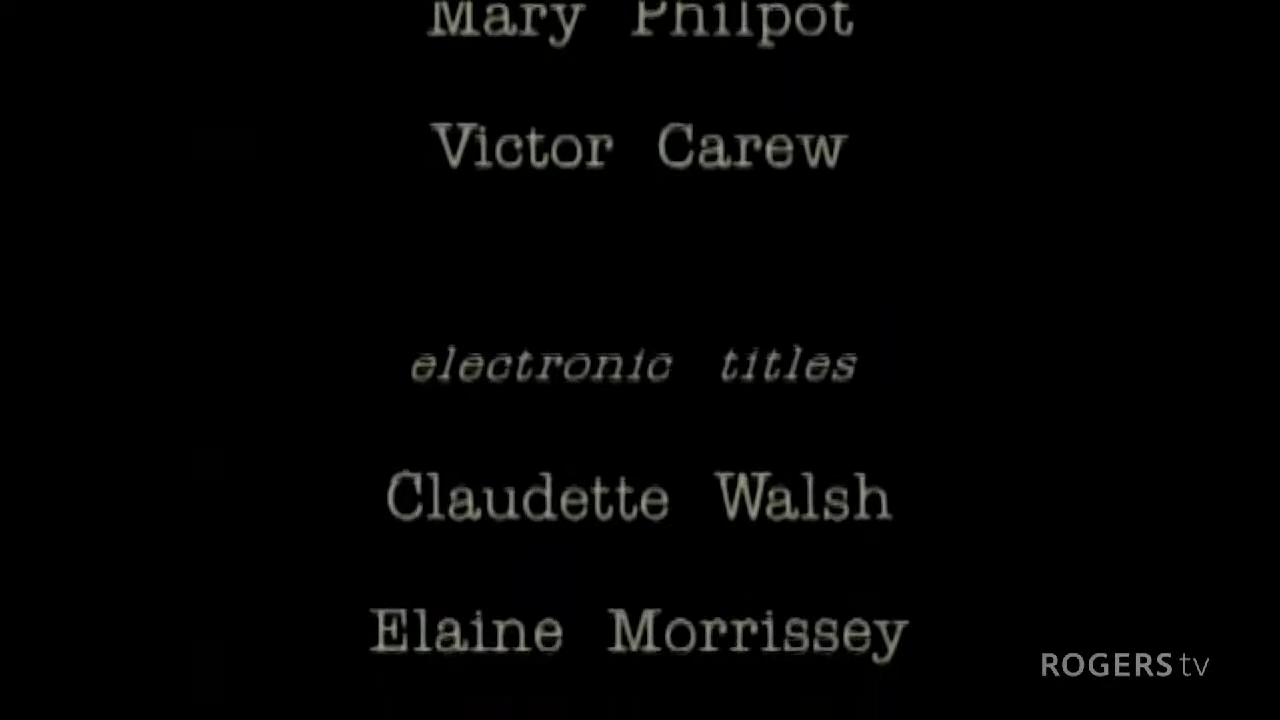 Mary Philpot
Victor Carew
electronic titles
Claudette Walsh
Elaine Morrissey
ROGERS tv